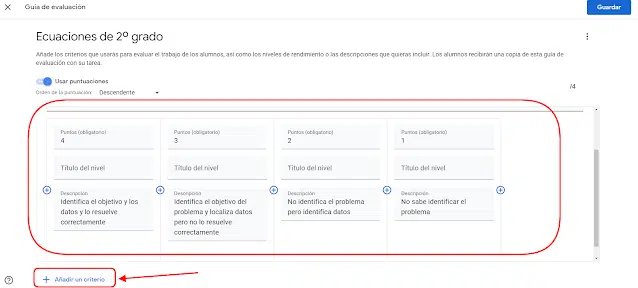 Guía de evaluación
Guardar
Ecuaciones de 2º grado
Añade los criterios que usarás para evaluar el trabajo de los alumnos, así como los niveles de rendimiento o las descripciones que quieras incluir. Los alumnos recibirán una copia de esta guía de
evaluación con su tarea.
Usar puntuaciones
Orden de la puntuación: Descendente
/4
Puntos (obligatorio)
4
Título del nivel
Descripción
Identifica el objetivo y los
datos y lo resuelve
correctamente
Puntos (obligatorio)
3
Título del nivel
Descripción
Identifica el objetivo del
problema y localiza datos
pero no lo resuelve
correctamente
Puntos (obligatorio)
2
Título del nivel
Descripción
No identifica el problema
pero identifica datos
Puntos (obligatorio)
1
Título del nivel
Descripción
No sabe identificar el
problema
Añadir un criterio